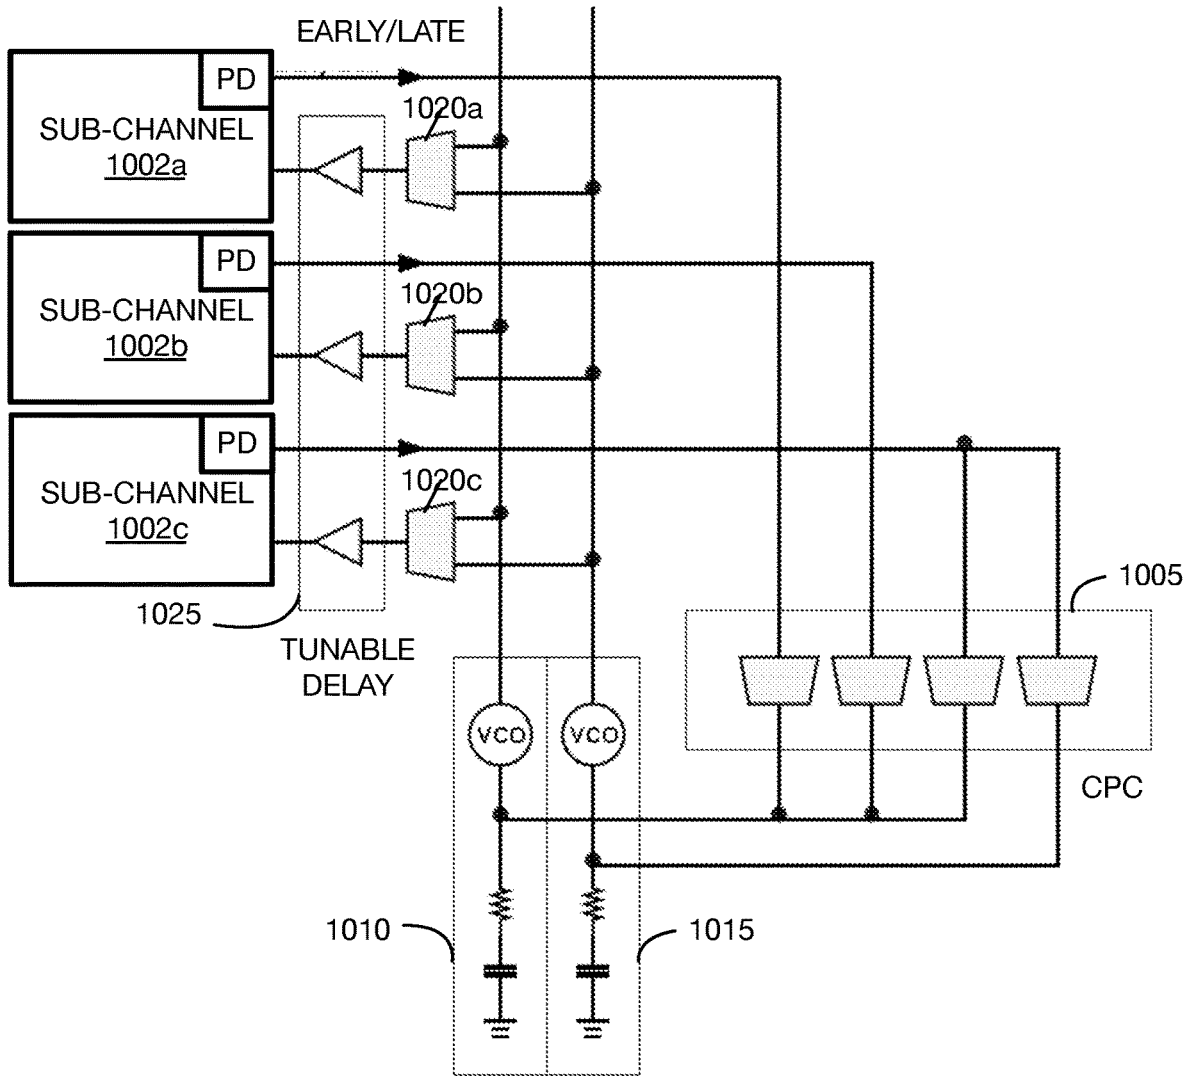 EARLY/LATE
PD
SUB-CHANNEL
1002a
1020a
PD
SUB-CHANNEL
1002b
1020b
PD
SUB-CHANNEL
1002c
1020c
1005
1025
TUNABLE
DELAY
VCO
VCO
CPC
1010
1015